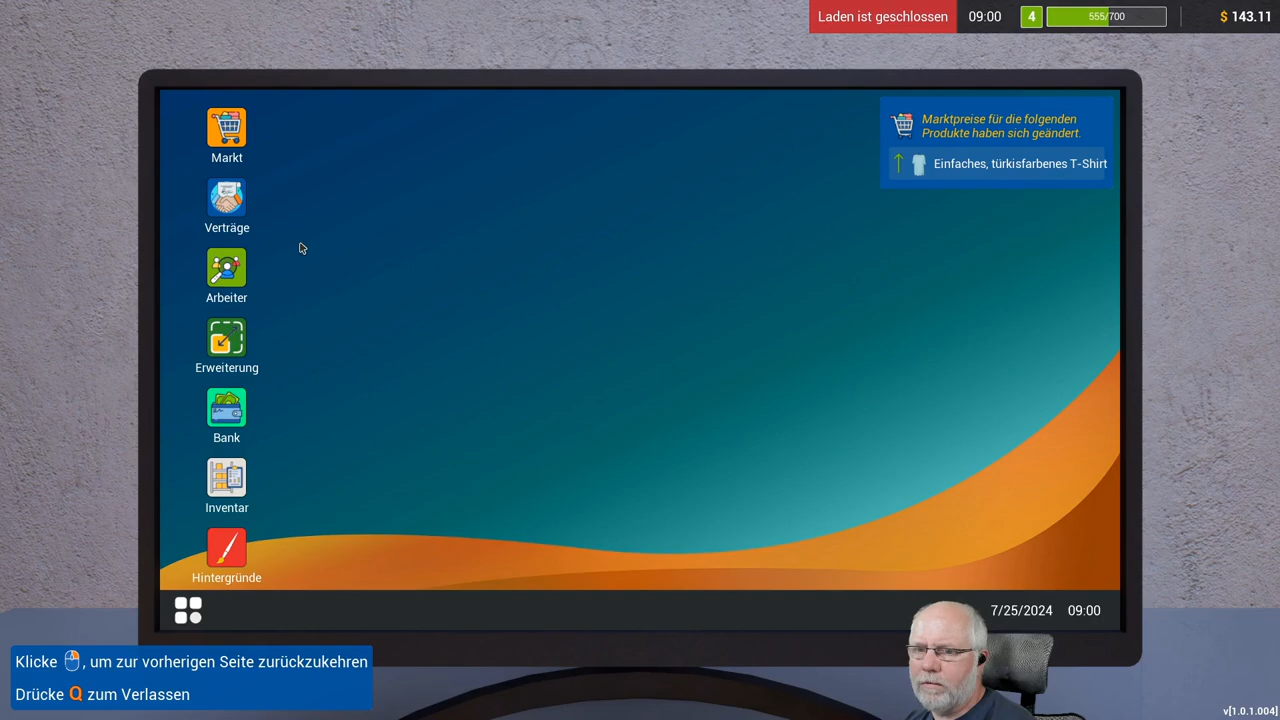 Laden ist geschlossen
09:00
4
555/700
$ 143.11
Markt
Verträge
Arbeiter
Erweiterung
Bank
Inventar
Hintergründe
Marktpreise für die folgenden
Produkte haben sich geändert.
Einfaches, türkisfarbenes T-Shirt
7/25/2024 09:00
Klicke , um zur vorherigen Seite zurückzukehren
Drücke Q zum Verlassen
v[1.0.1.004]